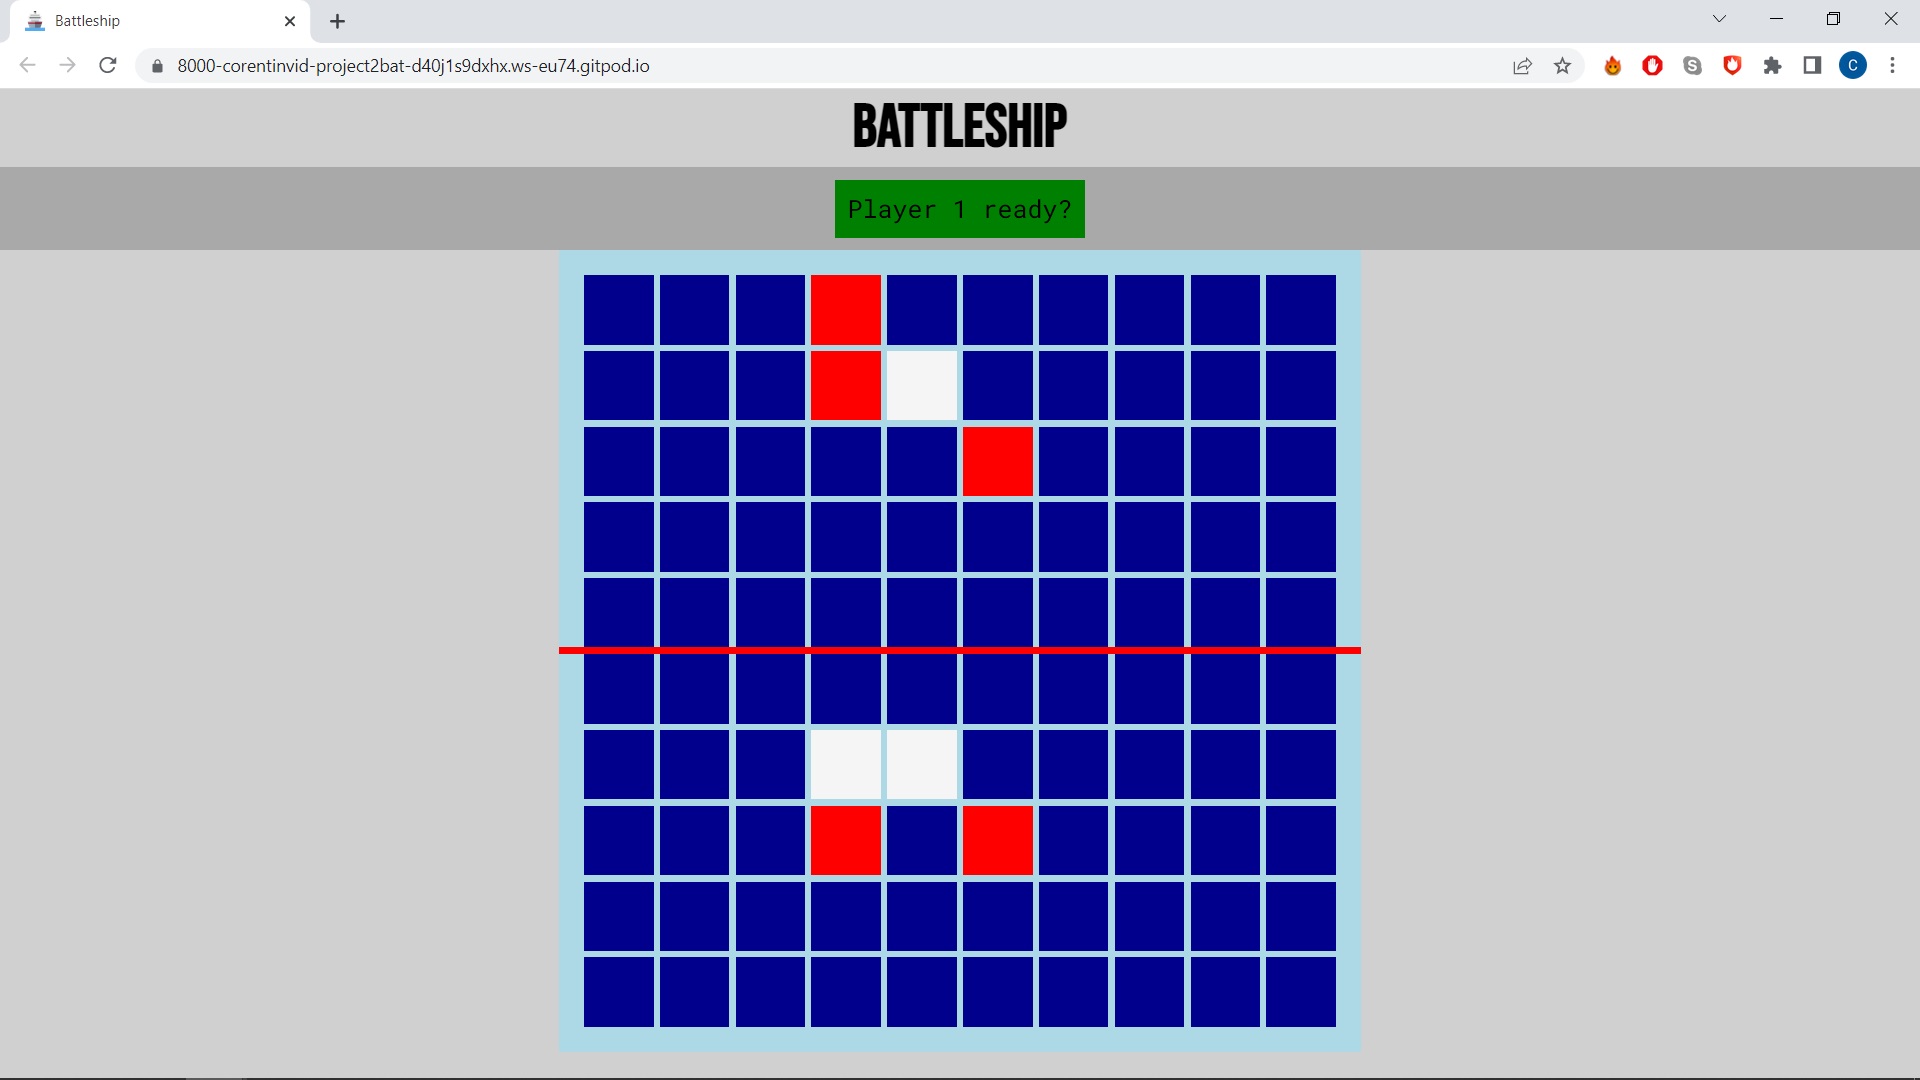 Battleship
8000-corentinvid-project2bat-d40j1s9dxhx.ws-eu74.gitpod.io
C
BATTLESHIP
Player 1 ready?